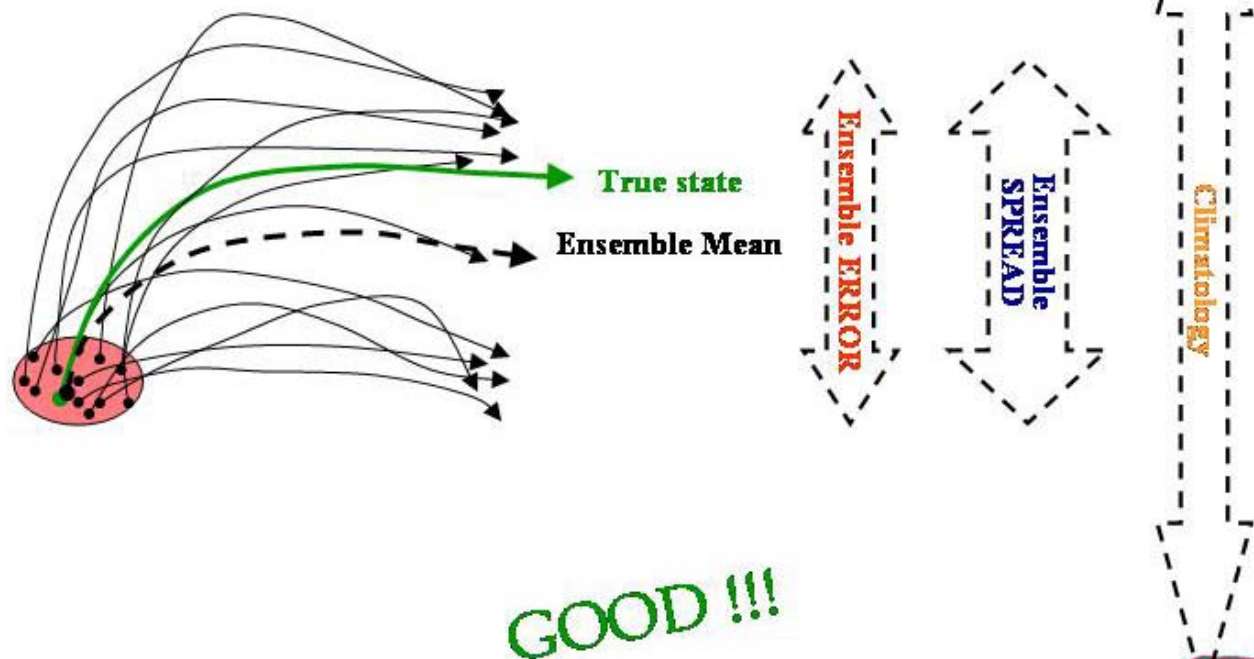 True state
Ensemble Mean
Ensemble ERROR
Ensemble
SPREAD
Climatology
GOOD !!!